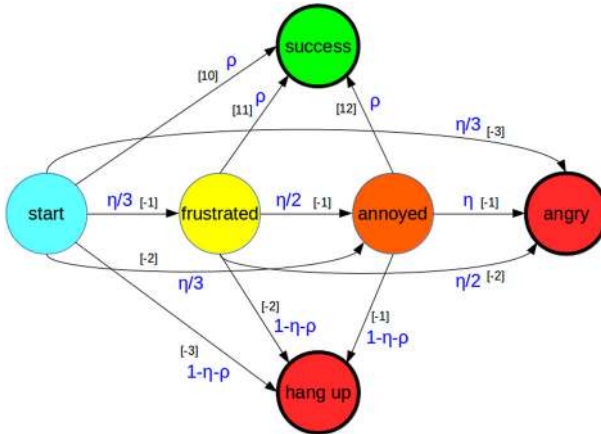 success
[10] ρ
[11] ρ
[12] ρ
η/3 [-3]
start
η/3 [-1]
frustrated
η/2 [-1]
annoyed
η [-1]
angry
[-2]
η/3
η/2 [-2]
[-2]
1-η-ρ
[-1]
1-η-ρ
[-3]
1-η-ρ
hang up